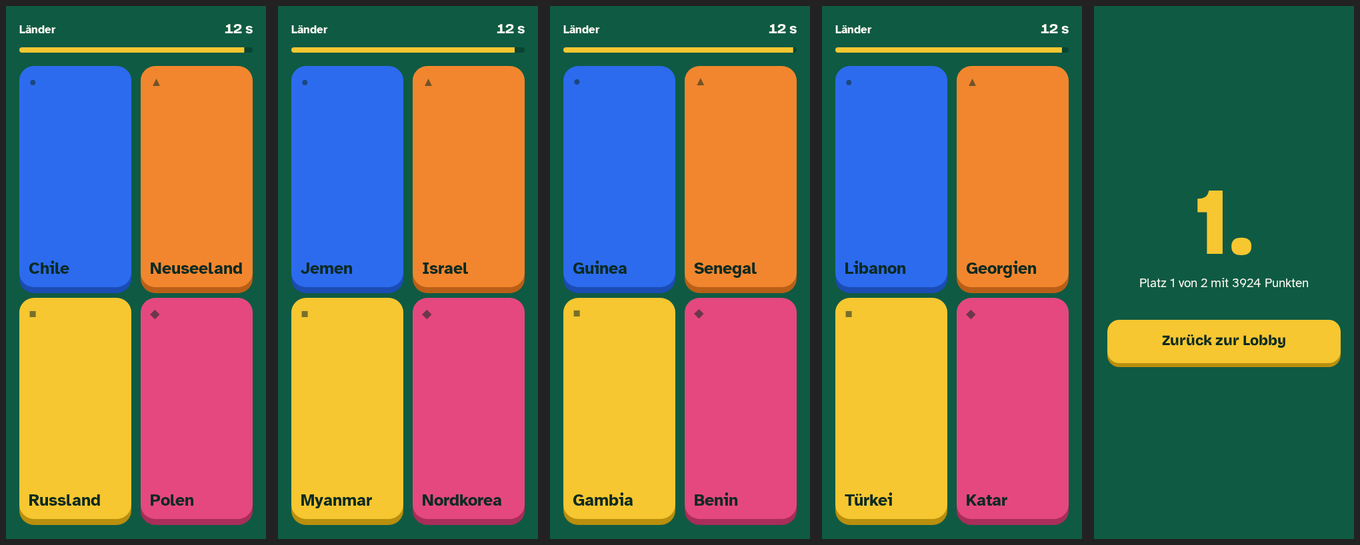 Länder 12 s
Chile Neuseeland
Russland Polen
Länder 12 s
Jemen Israel
Myanmar Nordkorea
Länder 12 s
Guinea Senegal
Gambia Benin
Länder 12 s
Libanon Georgien
Türkei Katar
1.
Platz 1 von 2 mit 3924 Punkten
Zurück zur Lobby